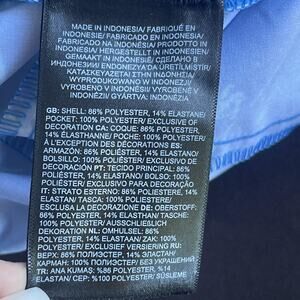 MADE IN INDONESIA/ FABRIQUÉ EN
INDONÉSIE/ FABRICADO EN INDONESIA/
FABRICADO NA INDONÉSIA/ PRODOTTO IN
INDONESIA/ HERGESTELLT IN INDONESIEN/
GEMAAKT IN INDONESIË/ СДЕЛАНО В
ИНДОНЕЗИИ/ ENDONEZYA'DA ÜRETİLMİŞTİR/
ΚΑΤΑΣΚΕΥΑΖΕΤΑΙ ΣΤΗΝ ΙΝΔΟΝΗΣΙΑ/
VYROBENO V INDONÉSII/ VYROBENÉ V
INDONÉZII/ GYÁRTVA: INDONÉZIA
GB: SHELL: 86% POLYESTER, 14% ELASTANE/
POCKET: 100% POLYESTER/ EXCLUSIVE OF
DECORATION CA: COQUE: 86% POLYESTER,
14% ÉLASTHANNE/ POCHE: 100% POLYESTER/
À L'EXCEPTION DES DÉCORATIONS ES:
ARMAZÓN: 86% POLIÉSTER, 14% ELASTANO/
BOLSILLO: 100% POLIÉSTER/ EXCLUSIVO DE
DECORACIÓN PT: TECIDO PRINCIPAL: 86%
POLIÉSTER, 14% ELASTANO/ BOLSO: 100%
POLIÉSTER/ EXCLUSIVO PARA DECORAÇÃO
IT: STRATO ESTERNO: 86% POLIESTERE, 14%
ELASTAN/ TASCA: 100% POLIESTERE/
ESCLUSA LA DECORAZIONE DE: OBERSTOFF:
86% POLYESTER, 14% ELASTHAN/ TASCHE:
100% POLYESTER/ AUSSCHLIEẞLICH
DEKORATION NL: OMHULSEL: 86%
POLYESTER, 14% ELASTAAN/ ZAK: 100%
POLYESTER/ EXCLUSIEF VERSIERING RU:
ВЕРХ: 86% ПОЛИЭСТЕР, 14% ЭЛАСТАН/
КАРМАН: 100% ПОЛИЭСТЕР/ КРОМЕ ОТДЕЛКИ
TR: ANA KUMAŞ: %86 POLYESTER, %14
ELASTAN/ CEP: %100 POLYESTER/ SÜSLEME